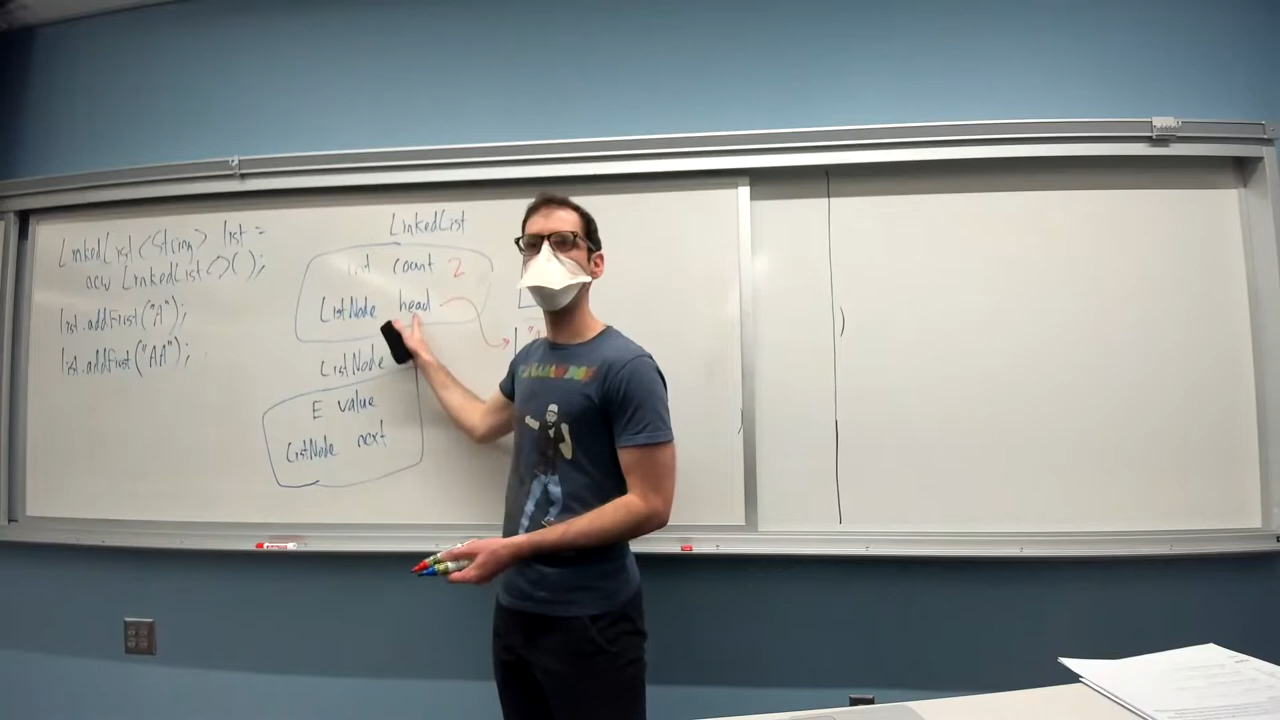 LinkedList<String> list =
new LinkedList<>();
list.addFirst("A");
list.addFirst("AA");
LinkedList
int count 2
ListNode head
ListNode
E value
ListNode next
"A